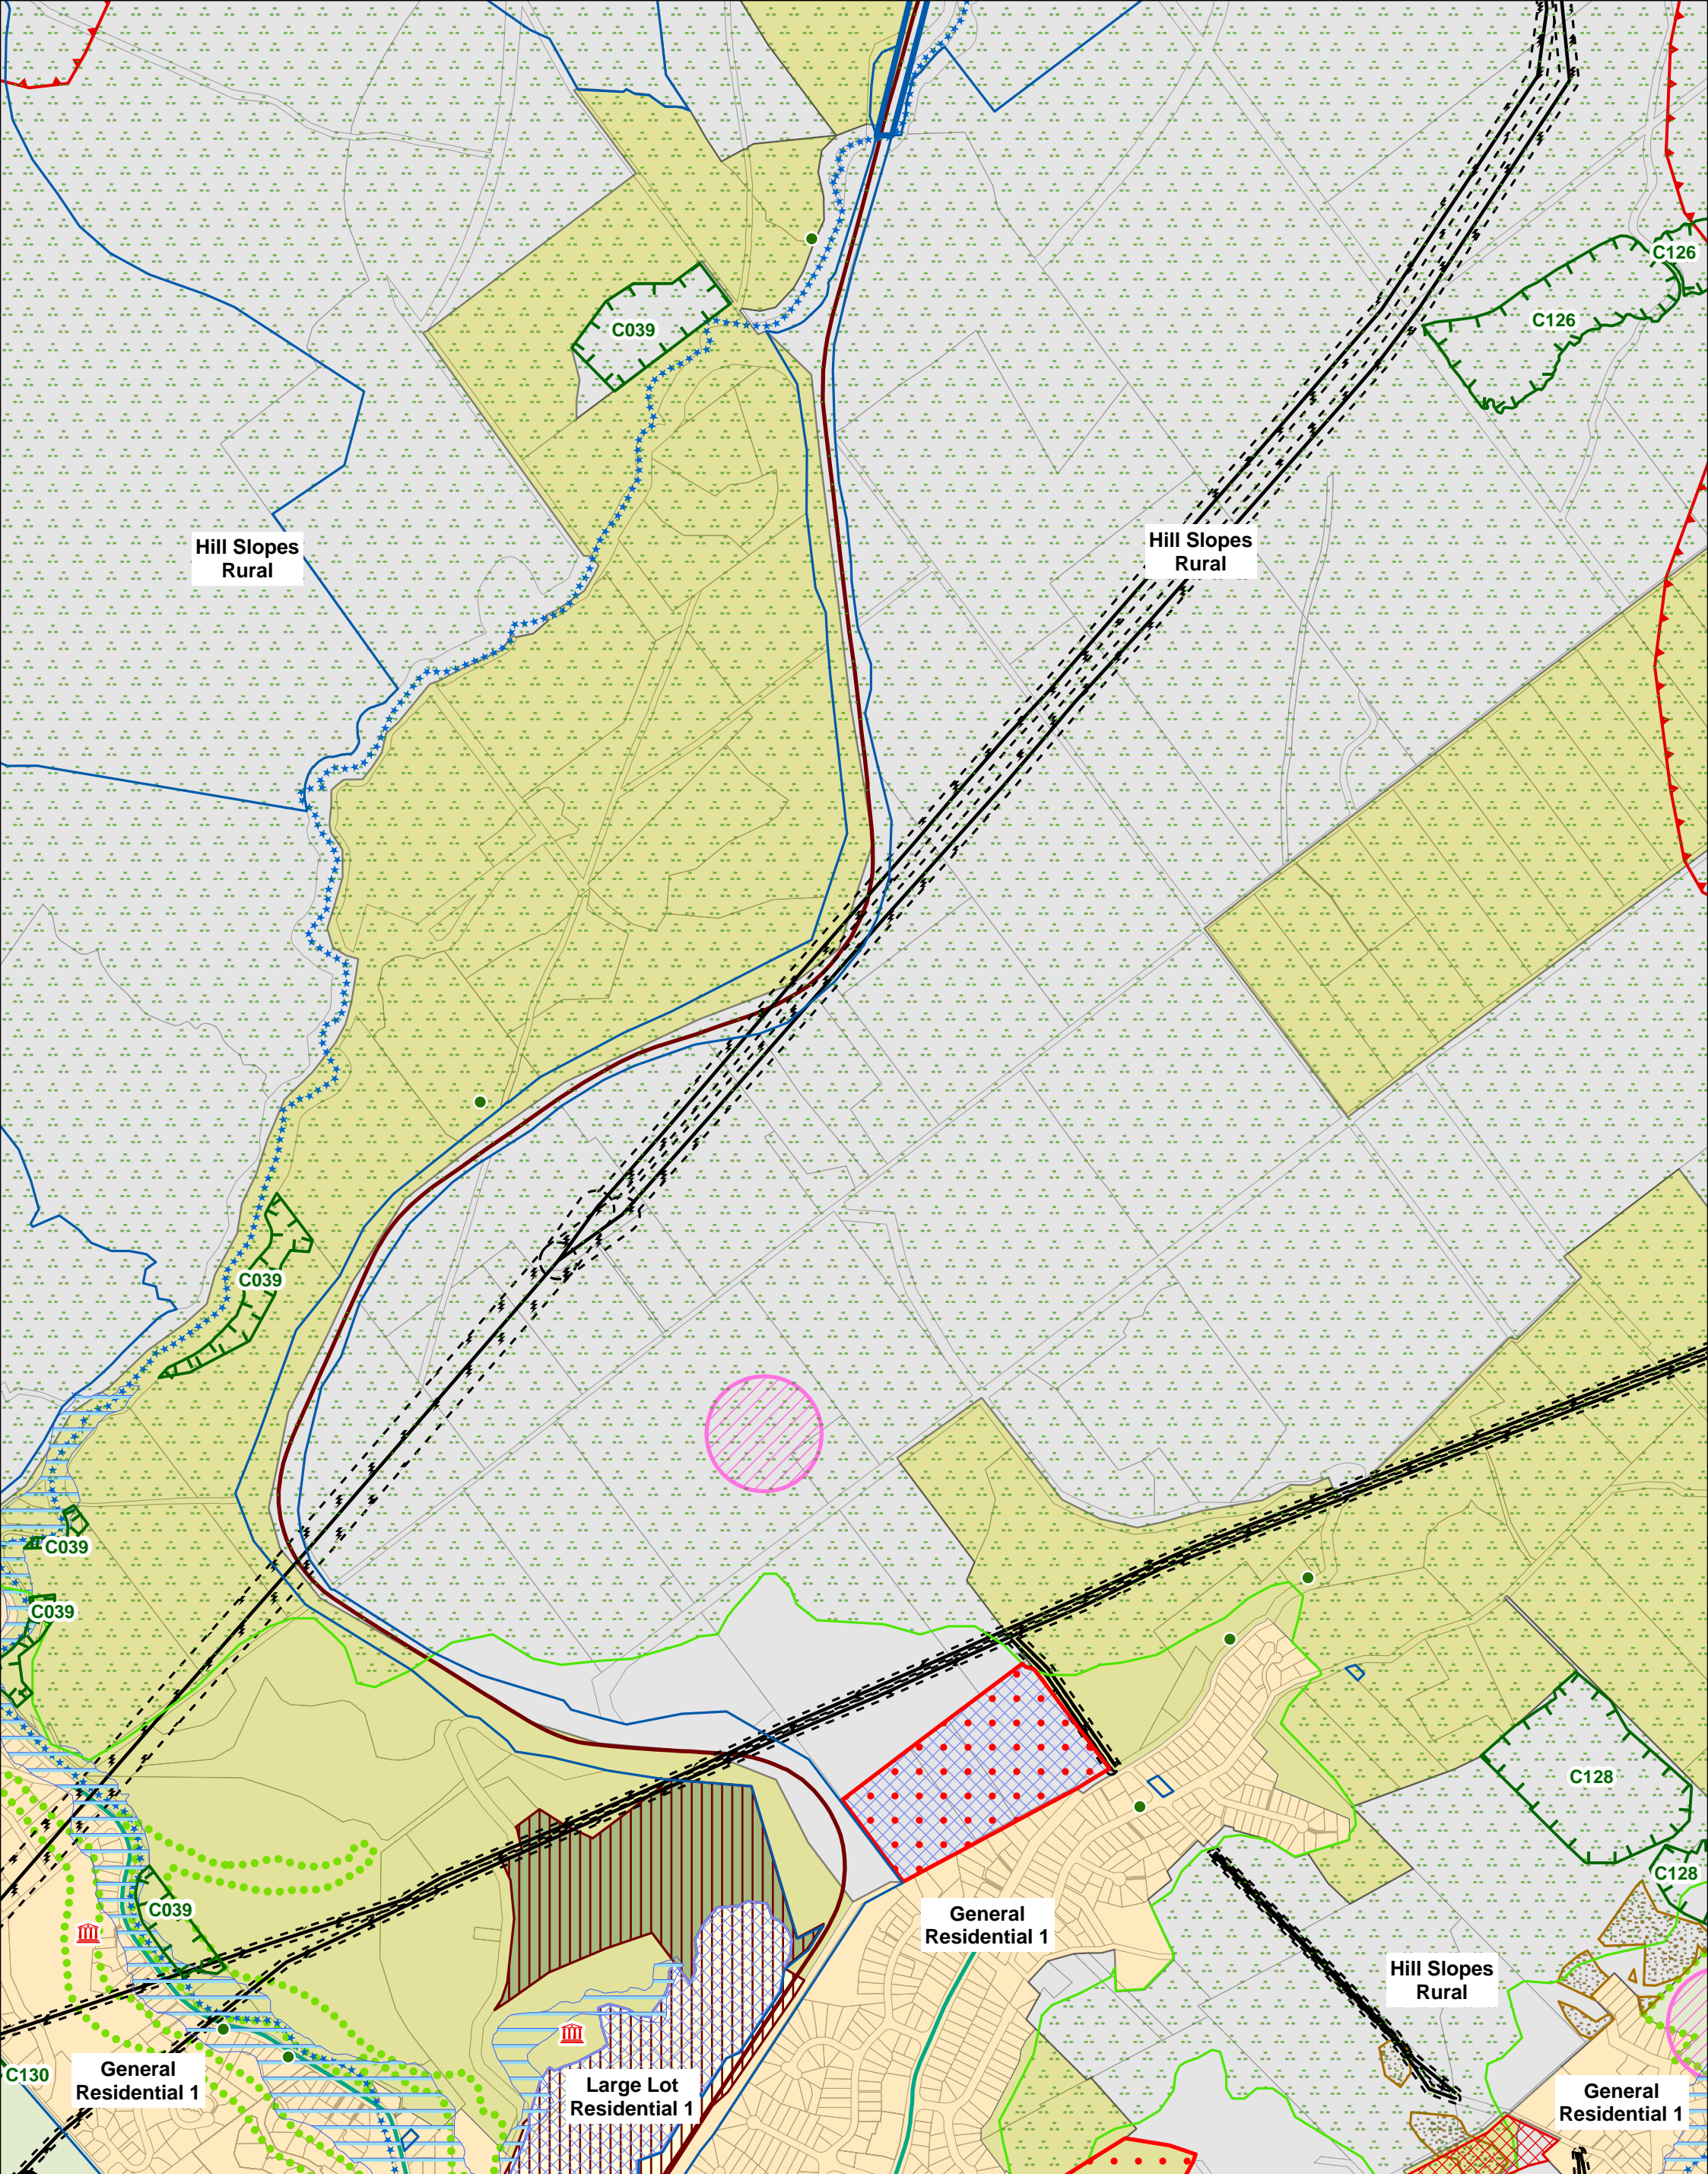 C126
C126
C039
Hill Slopes
Rural
Hill Slopes
Rural
C039
C039
C039
C128
C128
C039
General
Residential 1
Hill Slopes
Rural
C130
General
Residential 1
Large Lot
Residential 1
General
Residential 1